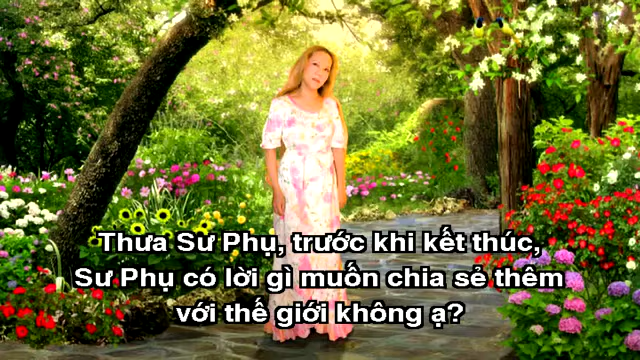 Thưa Sư Phụ, trước khi kết thúc,
Sư Phụ có lời gì muốn chia sẻ thêm
với thế giới không ạ?